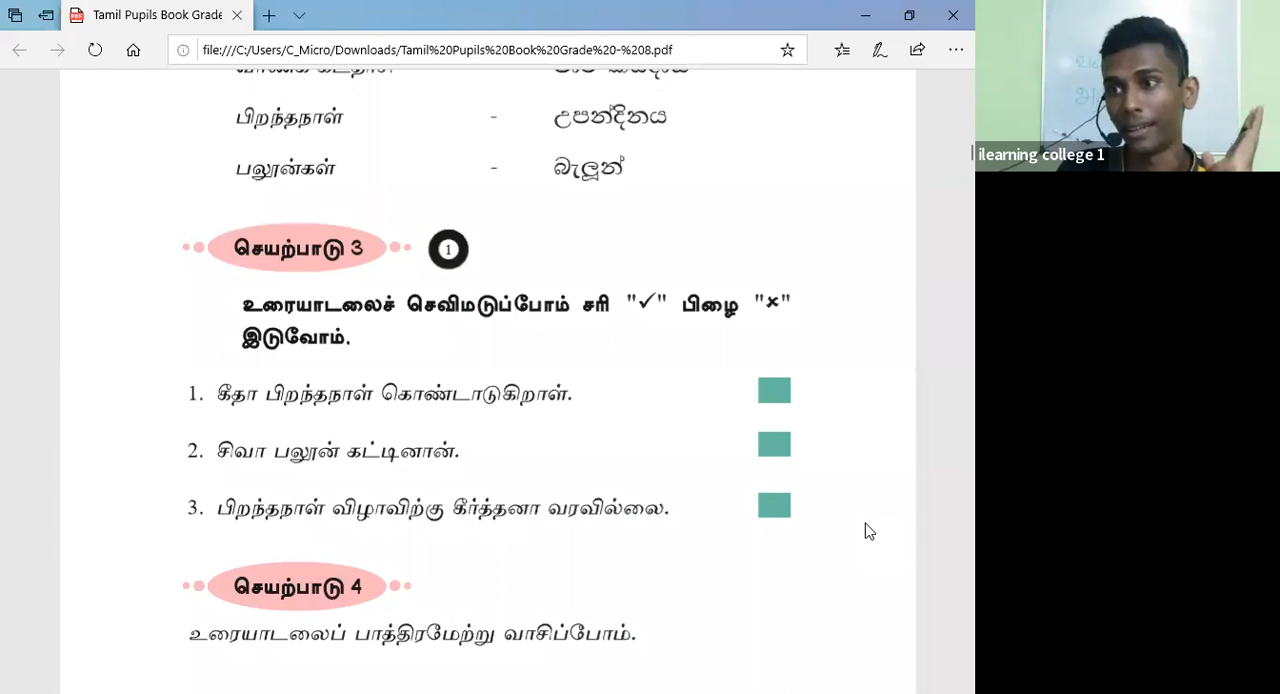 Tamil Pupils Book Grade
file:///C:/Users/C_Micro/Downloads/Tamil%20Pupils%20Book%20Grade%20-%208.pdf
பிறந்தநாள் - උපන්දිනය
பலூன்கள் - බැලූන්
ilearning college 1
செயற்பாடு 3 1
உரையாடலைச் செவிமடுப்போம் சரி "✓" பிழை "×"
இடுவோம்.
1. கீதா பிறந்தநாள் கொண்டாடுகிறாள்.
2. சிவா பலூன் கட்டினான்.
3. பிறந்தநாள் விழாவிற்கு கீர்த்தனா வரவில்லை.
செயற்பாடு 4
உரையாடலைப் பாத்திரமேற்று வாசிப்போம்.